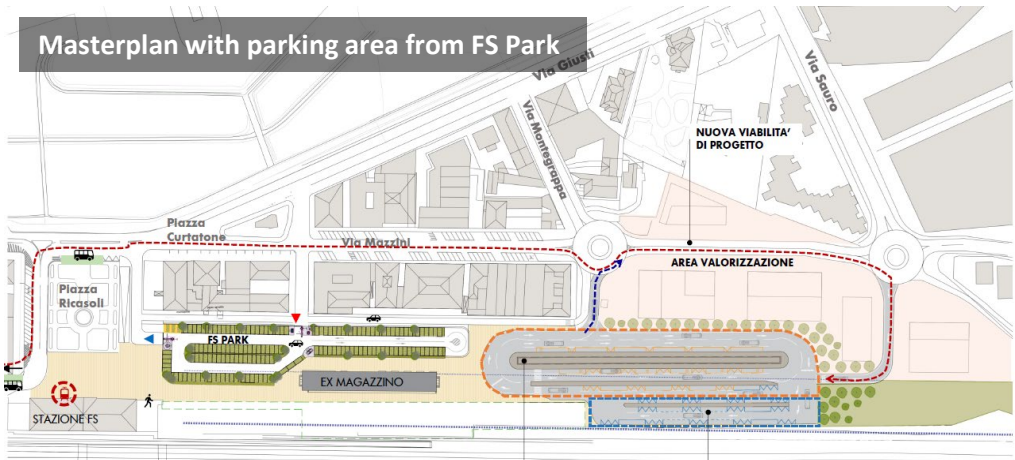 Masterplan with parking area from FS Park
Via Giusti
Via Sauro
Via Montegrappa
NUOVA VIABILITA'
DI PROGETTO
Piazza
Curtatone
Via Mazzini
AREA VALORIZZAZIONE
Piazza
Ricasoli
FS PARK
EX MAGAZZINO
STAZIONE FS